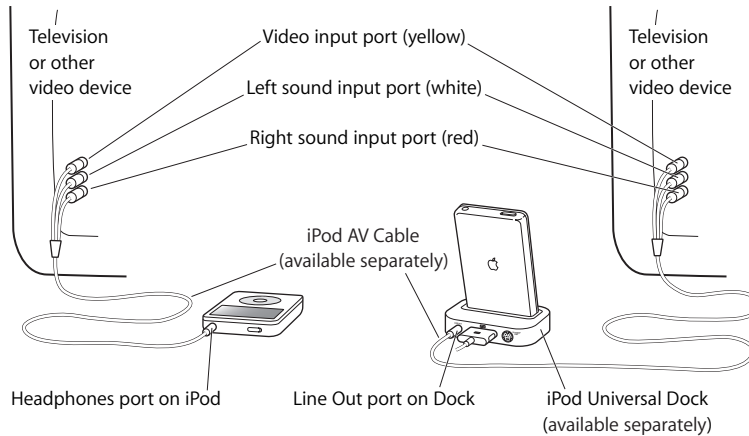 Television
or other
video device
Video input port (yellow)
Left sound input port (white)
Right sound input port (red)
Television
or other
video device
iPod AV Cable
(available separately)
Headphones port on iPod
Line Out port on Dock
iPod Universal Dock
(available separately)